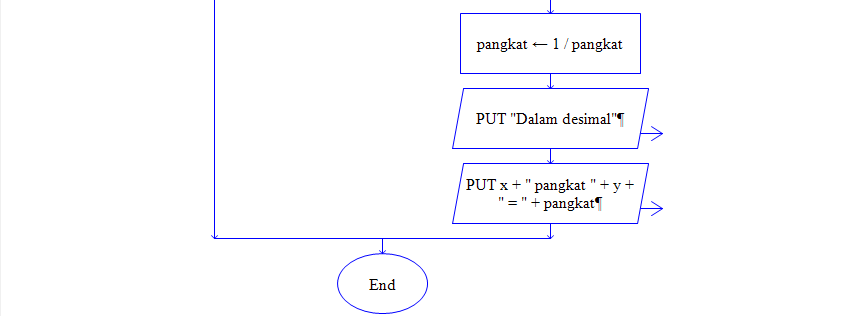 pangkat ← 1 / pangkat
PUT "Dalam desimal"¶
PUT x + " pangkat " + y +
" = " + pangkat¶
End